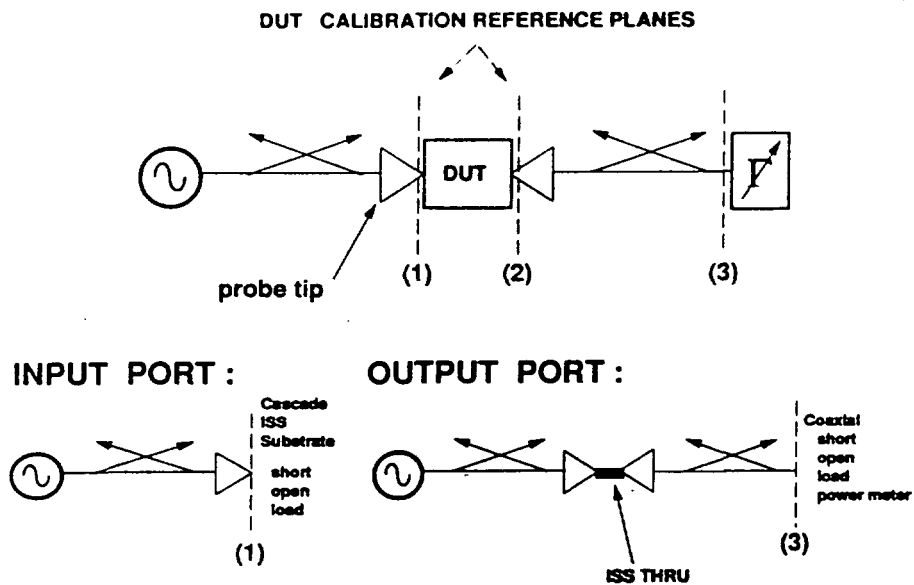 DUT CALIBRATION REFERENCE PLANES
DUT
Γ
(1)
(2)
(3)
probe tip
INPUT PORT :
Cascade
ISS
Substrate
short
open
load
(1)
OUTPUT PORT :
Coaxial
short
open
load
power meter
(3)
ISS THRU